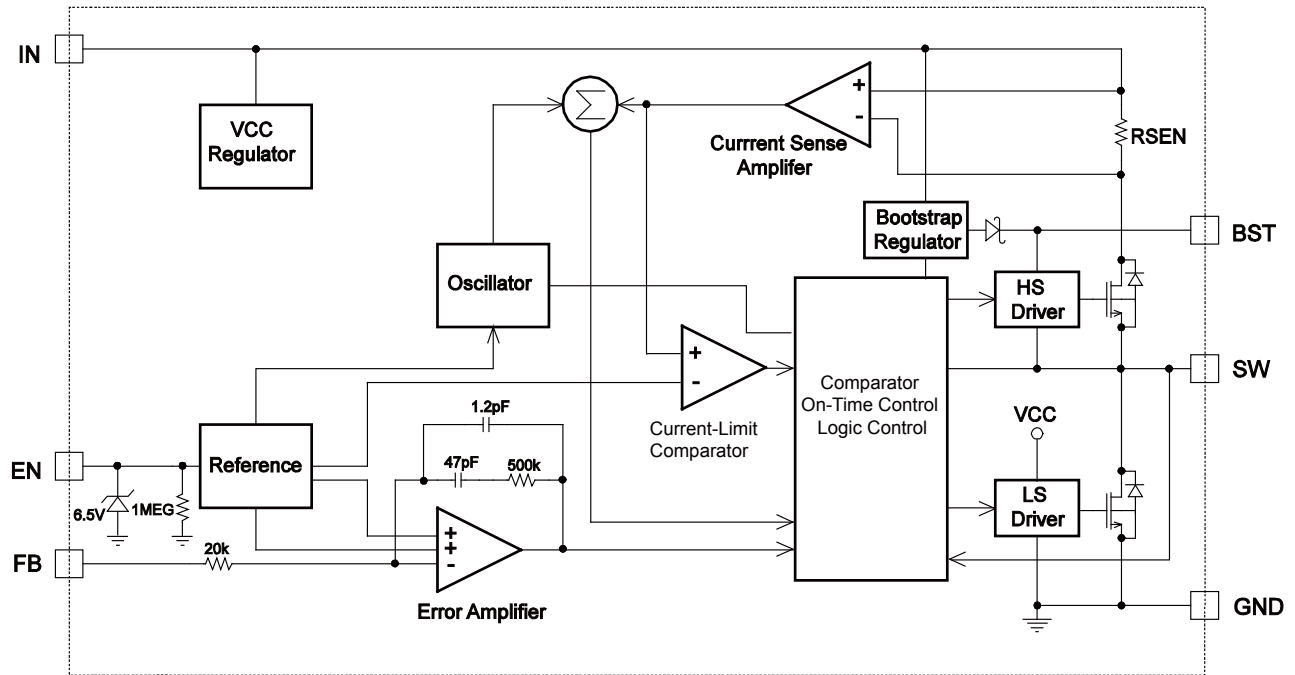 IN
VCC
Regulator
Σ
+
-
Currrent Sense
Amplifer
RSEN
Bootstrap
Regulator
BST
Oscillator
HS
Driver
+
-
Current-Limit
Comparator
Comparator
On-Time Control
Logic Control
SW
1.2pF
VCC
EN
Reference
47pF
500k
6.5V
1MEG
LS
Driver
FB
20k
+
+
-
Error Amplifier
GND